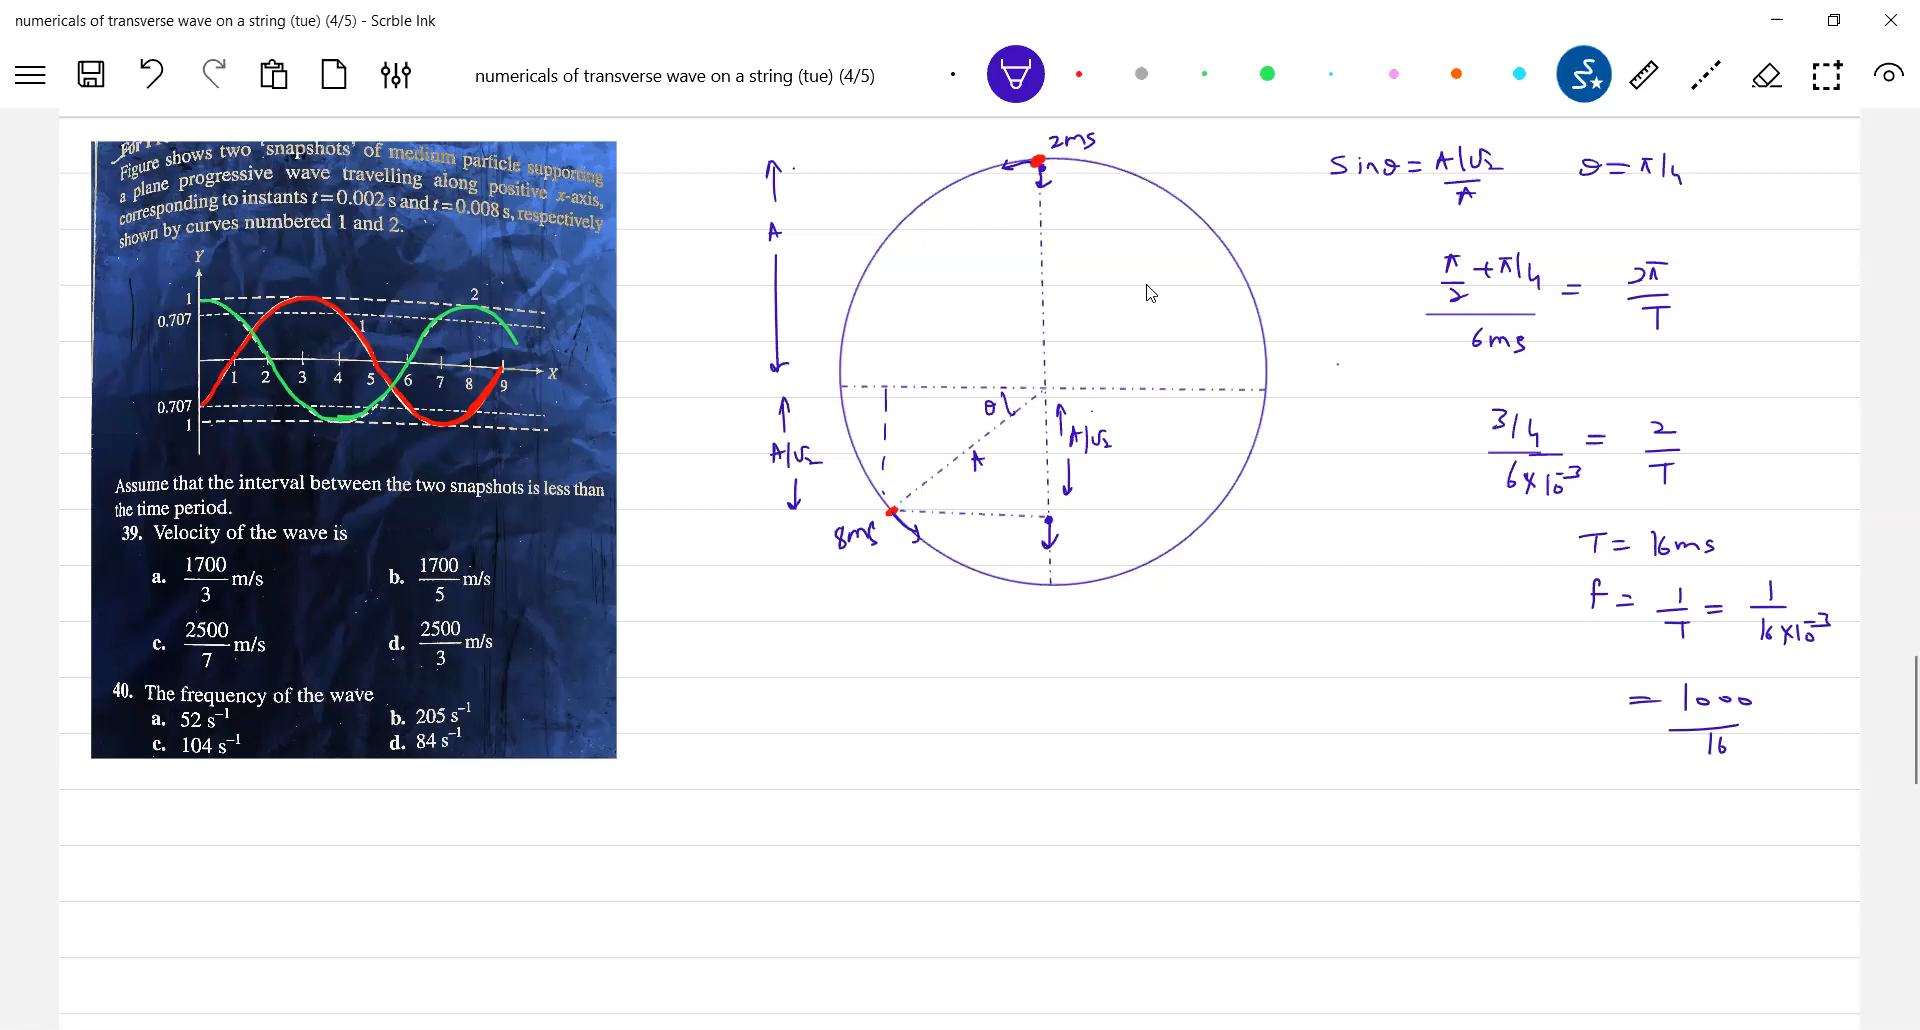 numericals of transverse wave on a string (tue) (4/5) - Scrble Ink
numericals of transverse wave on a string (tue) (4/5)
Figure shows two 'snapshots' of medium particle supporting
a plane progressive wave travelling along positive x-axis,
corresponding to instants t=0.002 s and t=0.008 s, respectively
shown by curves numbered 1 and 2.
Y
1
0.707
2
1
1 2 3 4 5 6 7 8 9
X
0.707
1
Assume that the interval between the two snapshots is less than
the time period.
39. Velocity of the wave is
a. 1700/3 m/s b. 1700/5 m/s
c. 2500/7 m/s d. 2500/3 m/s
40. The frequency of the wave
a. 52 s⁻¹ b. 205 s⁻¹
c. 104 s⁻¹ d. 84 s⁻¹
2ms
A
A/√2
θ
A
A/√2
8ms
Sinθ = (A/√2)/A θ = π/4
(π/2 + π/4)/6ms = 2π/T
(3/4)/(6×10⁻³) = 2/T
T = 16ms
f = 1/T = 1/(16×10⁻³)
= 1000/16